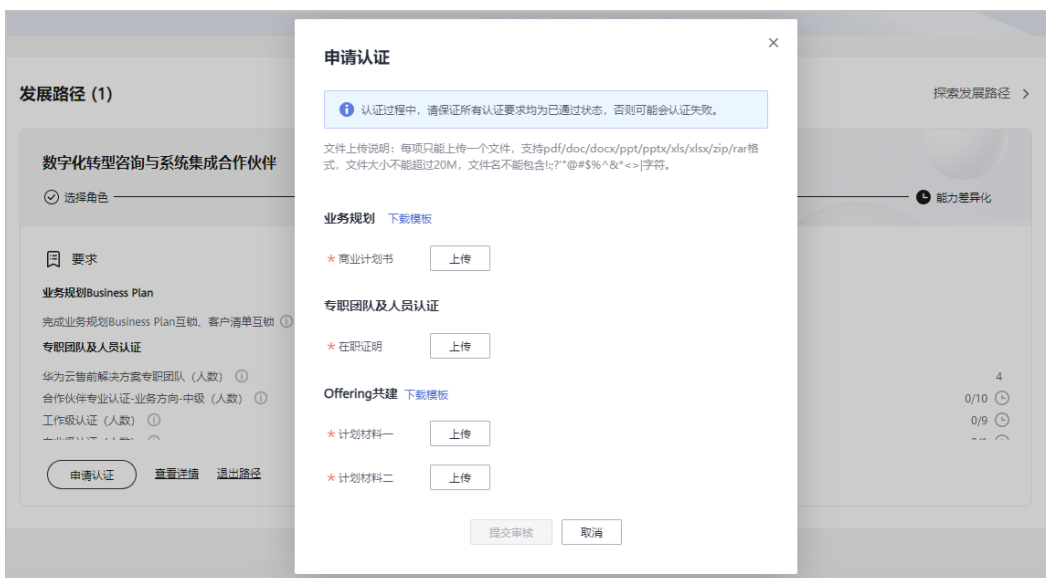 申请认证
认证过程中，请保证所有认证要求均为已通过状态，否则可能会认证失败。
文件上传说明：每项只能上传一个文件，支持pdf/doc/docx/ppt/pptx/xls/xlsx/zip/rar格
式，文件大小不能超过20M，文件名不能包含!;:?'"@#$%^&*<>|字符。
业务规划 下载模板
* 商业计划书 上传
专职团队及人员认证
* 在职证明 上传
Offering共建 下载模板
* 计划材料一 上传
* 计划材料二 上传
提交审核 取消
发展路径 (1)
探索发展路径 >
数字化转型咨询与系统集成合作伙伴
选择角色
能力差异化
要求
业务规划Business Plan
完成业务规划Business Plan互锁、客户清单互锁
专职团队及人员认证
华为云售前解决方案专职团队（人数） 4
合作伙伴专业认证-业务方向-中级（人数） 0/10
工作级认证（人数） 0/9
申请认证 查看详情 退出路径